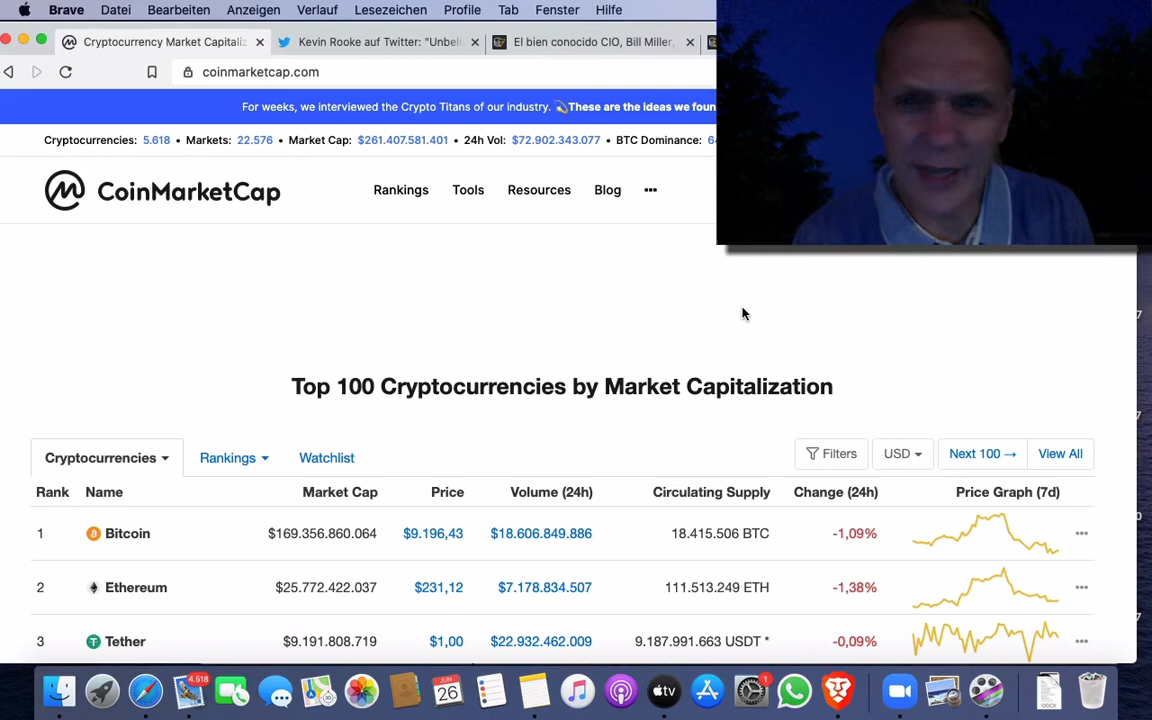 Brave Datei Bearbeiten Anzeigen Verlauf Lesezeichen Profile Tab Fenster Hilfe
Cryptocurrency Market Capitaliz
Kevin Rooke auf Twitter: "Unbeli
El bien conocido CIO, Bill Miller,
coinmarketcap.com
For weeks, we interviewed the Crypto Titans of our industry. 💫These are the ideas we foun
Cryptocurrencies: 5.618 • Markets: 22.576 • Market Cap: $261.407.581.401 • 24h Vol: $72.902.343.077 • BTC Dominance:
CoinMarketCap
Rankings Tools Resources Blog
Top 100 Cryptocurrencies by Market Capitalization
Cryptocurrencies Rankings Watchlist Filters USD Next 100 → View All
Rank Name Market Cap Price Volume (24h) Circulating Supply Change (24h) Price Graph (7d)
1 Bitcoin $169.356.860.064 $9.196,43 $18.606.849.886 18.415.506 BTC -1,09%
2 Ethereum $25.772.422.037 $231,12 $7.178.834.507 111.513.249 ETH -1,38%
3 Tether $9.191.808.719 $1,00 $22.932.462.009 9.187.991.663 USDT * -0,09%
4.518
JUN
26
tv
1
DOCX